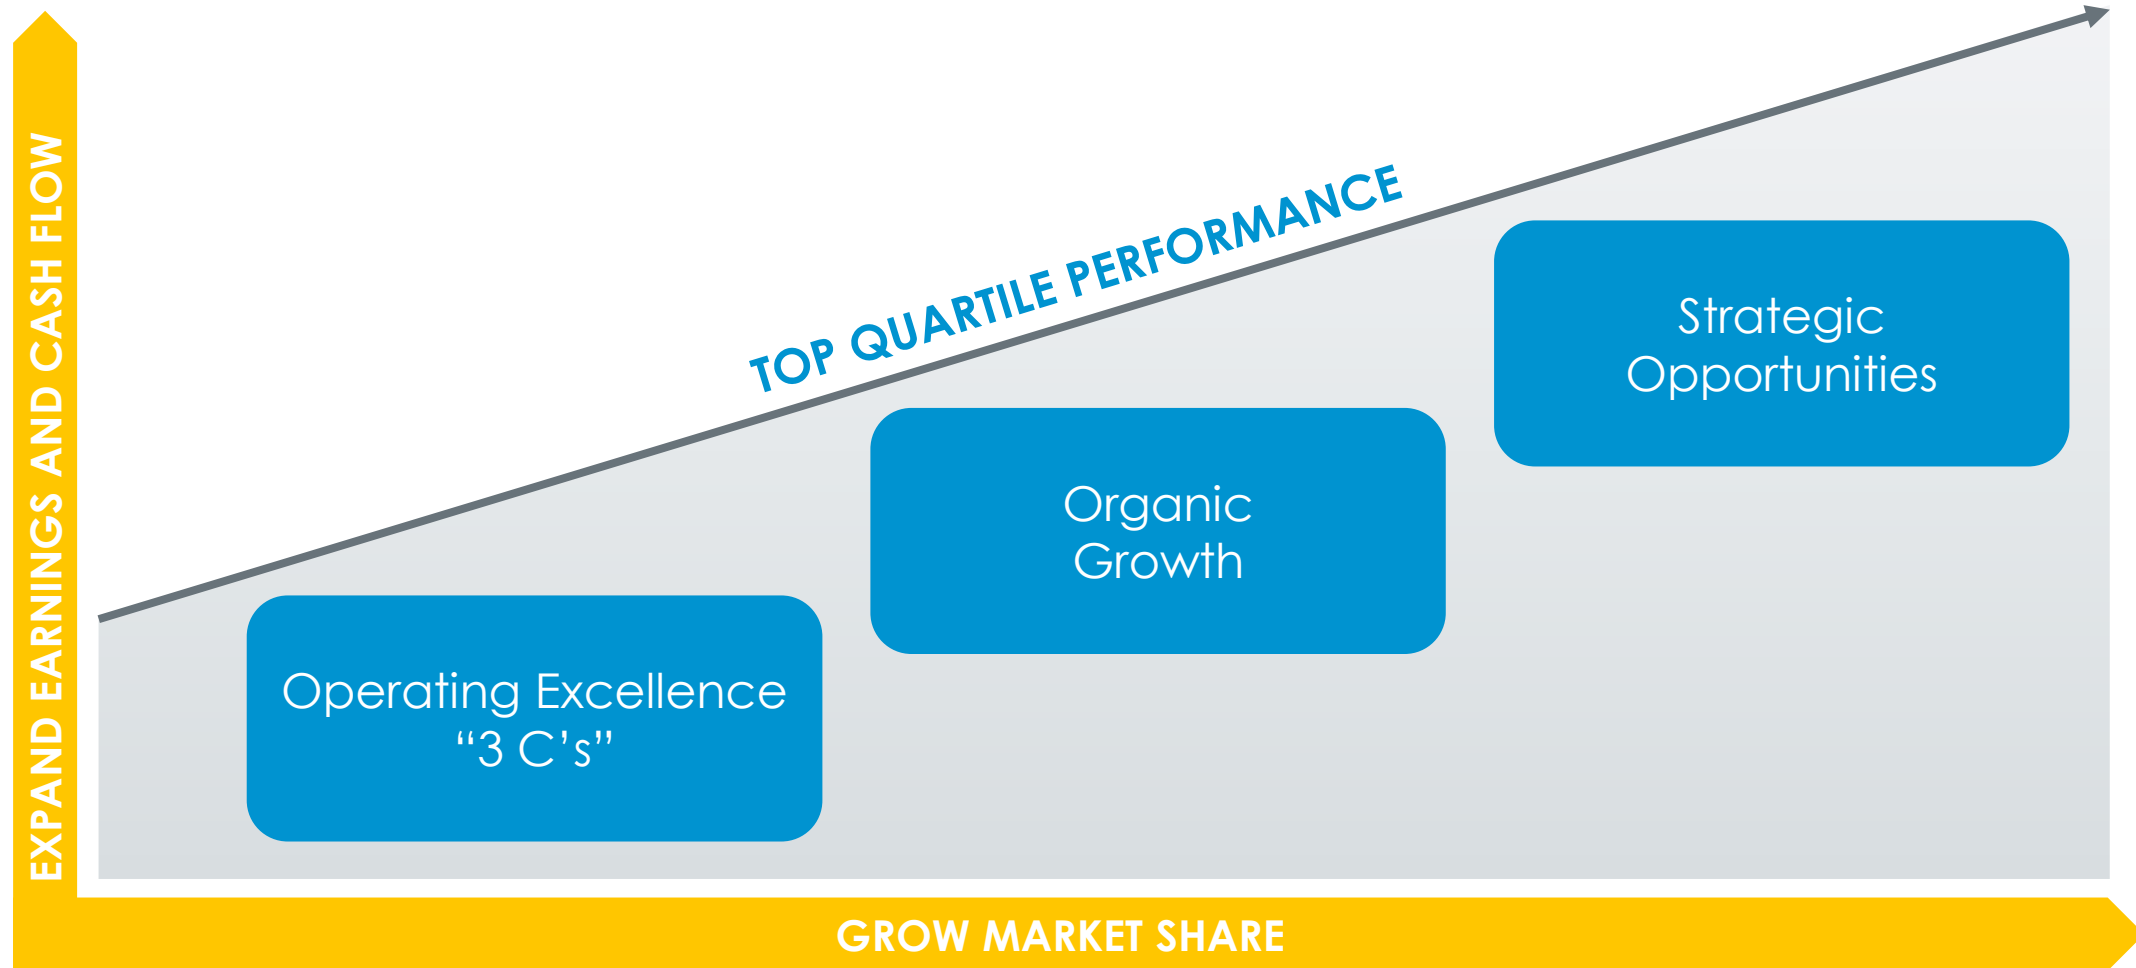 EXPAND EARNINGS AND CASH FLOW
TOP QUARTILE PERFORMANCE
Strategic
Opportunities
Organic
Growth
Operating Excellence
“3 C’s”
GROW MARKET SHARE